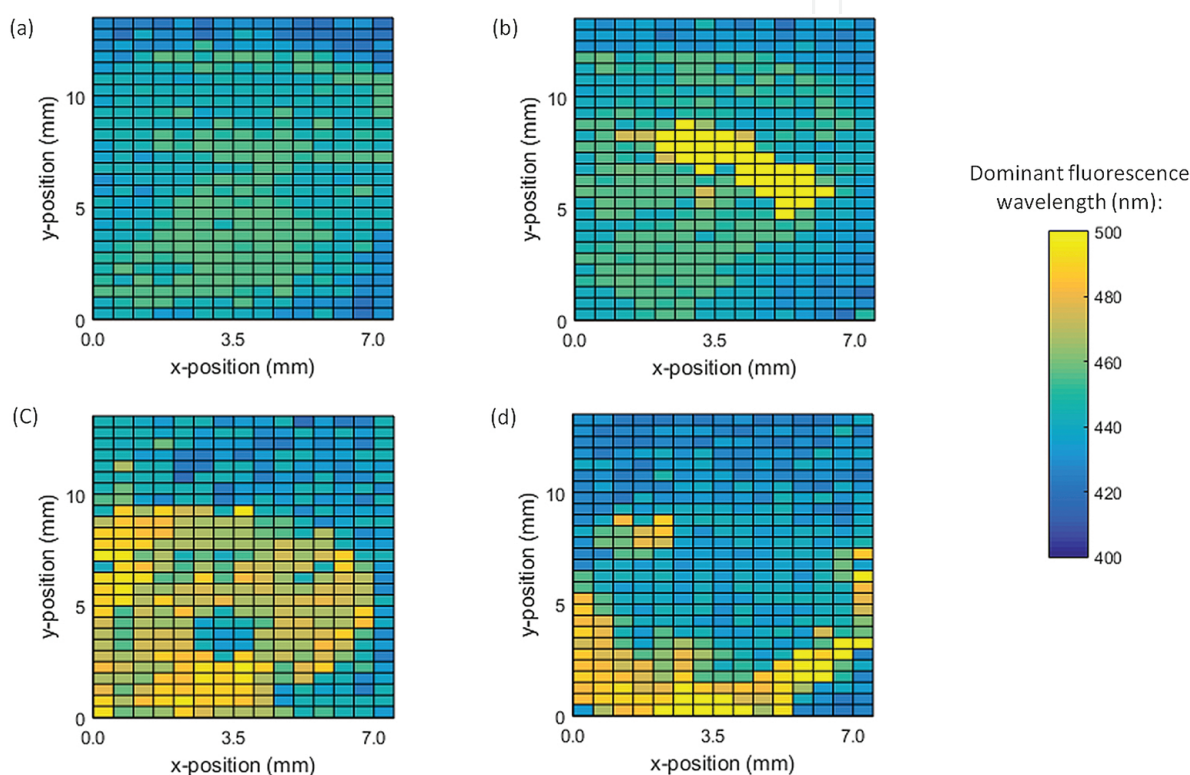 (a)
10
5
0
y-position (mm)
0.0 3.5 7.0
x-position (mm)
(b)
10
5
0
y-position (mm)
0.0 3.5 7.0
x-position (mm)
Dominant fluorescence
wavelength (nm):
500
480
460
440
420
400
(C)
10
5
0
y-position (mm)
0.0 3.5 7.0
x-position (mm)
(d)
10
5
0
y-position (mm)
0.0 3.5 7.0
x-position (mm)